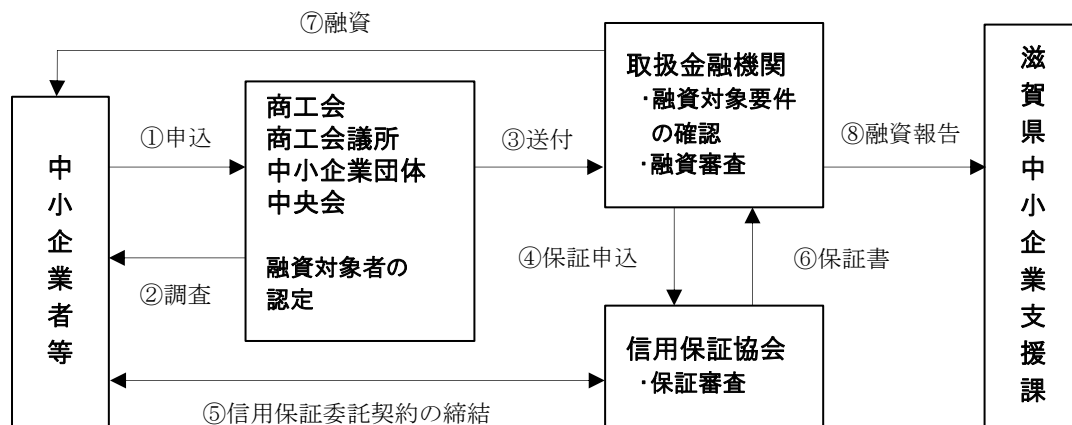 ⑦融資
中小企業者等
①申込
②調査
商工会
商工会議所
中小企業団体
中央会
融資対象者の
認定
③送付
取扱金融機関
・融資対象要件
の確認
・融資審査
④保証申込
⑥保証書
⑧融資報告
信用保証協会
・保証審査
⑤信用保証委託契約の締結
滋賀県中小企業支援課